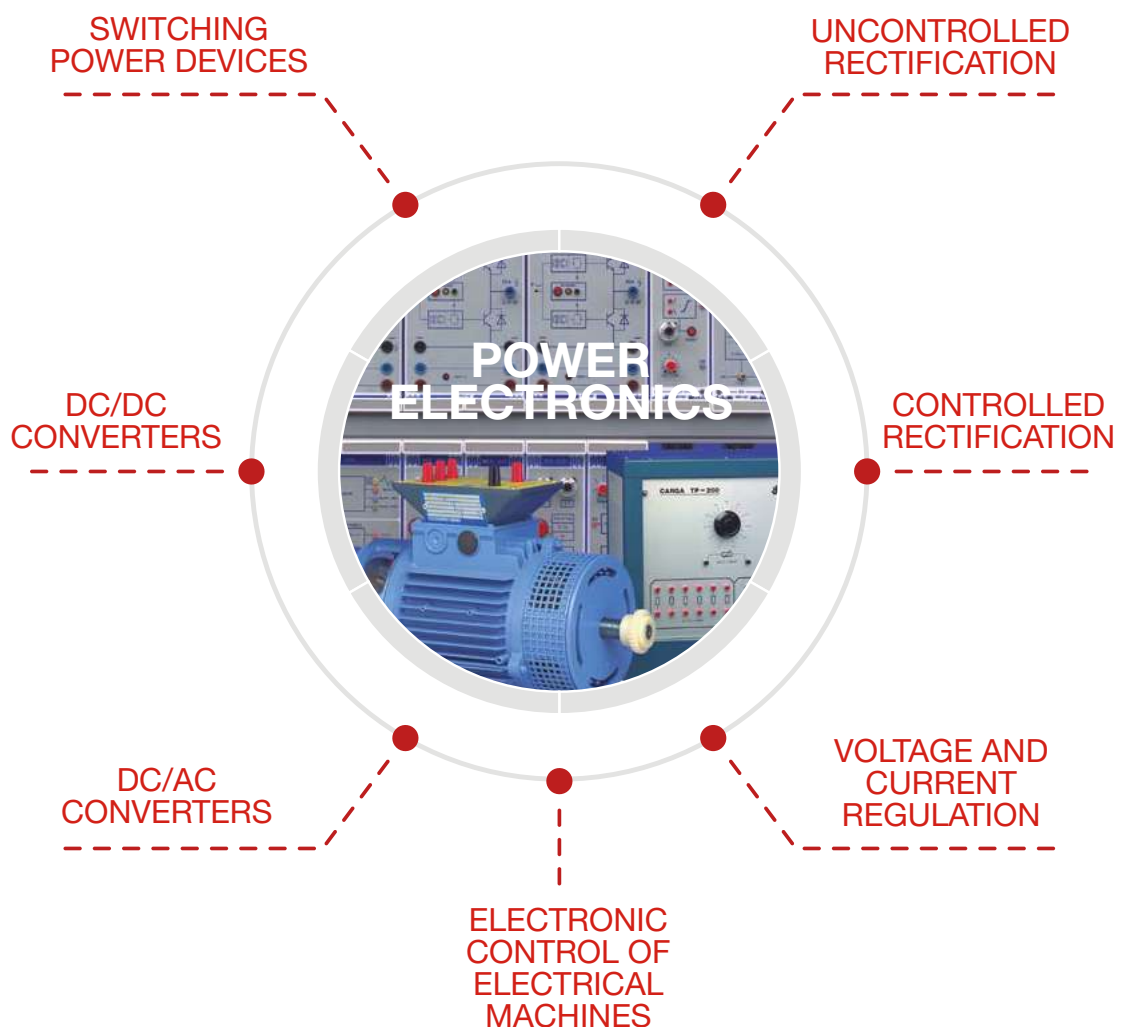 SWITCHING
POWER DEVICES
UNCONTROLLED
RECTIFICATION
POWER
ELECTRONICS
DC/DC
CONVERTERS
CONTROLLED
RECTIFICATION
CARGA TP-200
DC/AC
CONVERTERS
VOLTAGE AND
CURRENT
REGULATION
ELECTRONIC
CONTROL OF
ELECTRICAL
MACHINES